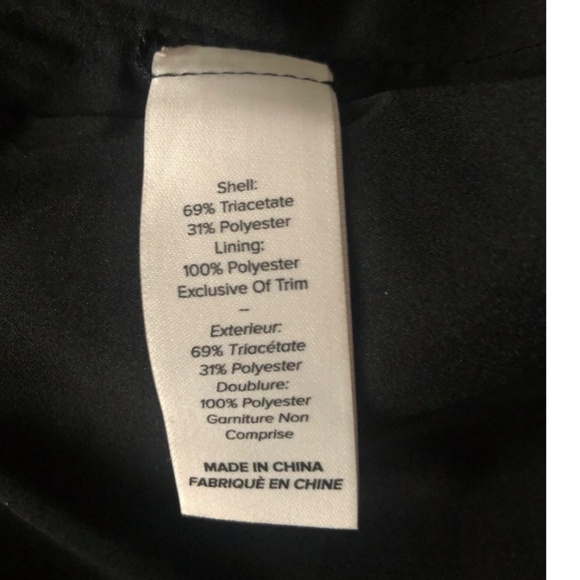 Shell:
69% Triacetate
31% Polyester
Lining:
100% Polyester
Exclusive Of Trim
–
Exterieur:
69% Triacétate
31% Polyester
Doublure:
100% Polyester
Garniture Non
Comprise
MADE IN CHINA
FABRIQUÈ EN CHINE